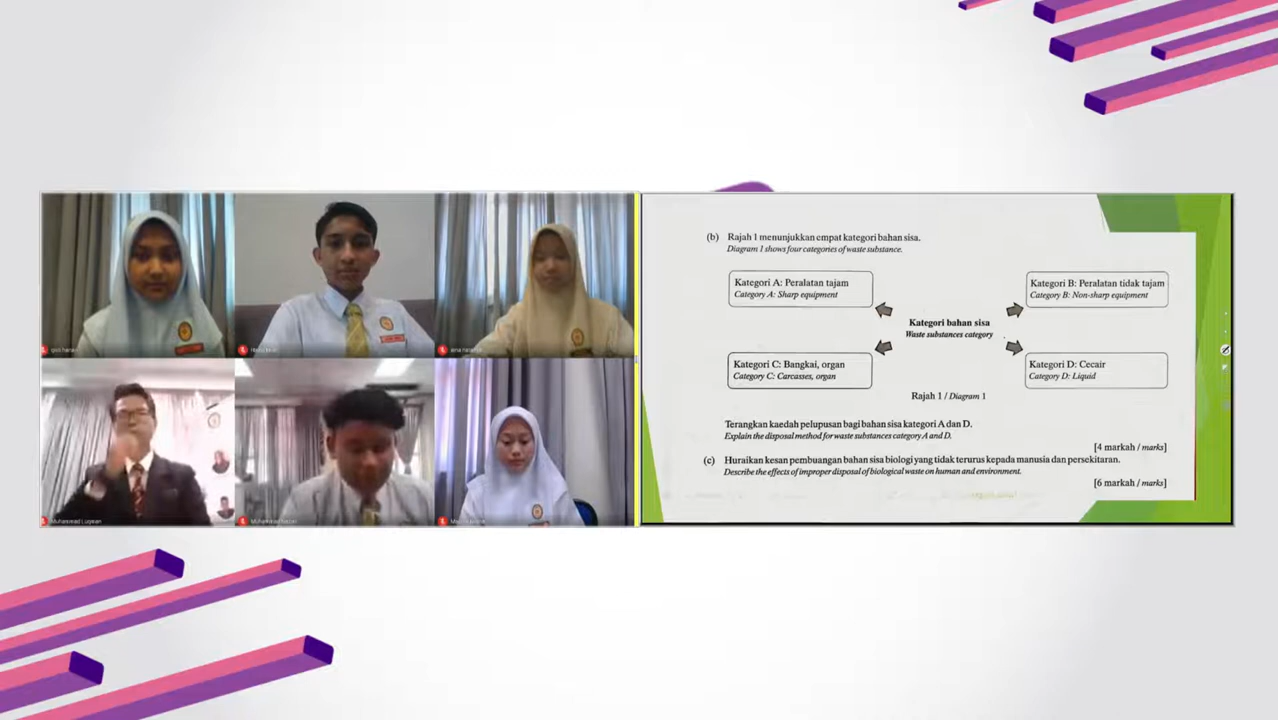 Muhammad Luqman
(b) Rajah 1 menunjukkan empat kategori bahan sisa.
Diagram 1 shows four categories of waste substance.
Kategori A: Peralatan tajam
Category A: Sharp equipment
Kategori B: Peralatan tidak tajam
Category B: Non-sharp equipment
Kategori bahan sisa
Waste substances category
Kategori C: Bangkai, organ
Category C: Carcasses, organ
Kategori D: Cecair
Category D: Liquid
Rajah 1 / Diagram 1
Terangkan kaedah pelupusan bagi bahan sisa kategori A dan D.
Explain the disposal method for waste substances category A and D.
[4 markah / marks]
(c) Huraikan kesan pembuangan bahan sisa biologi yang tidak terurus kepada manusia dan persekitaran.
Describe the effects of improper disposal of biological waste on human and environment.
[6 markah / marks]